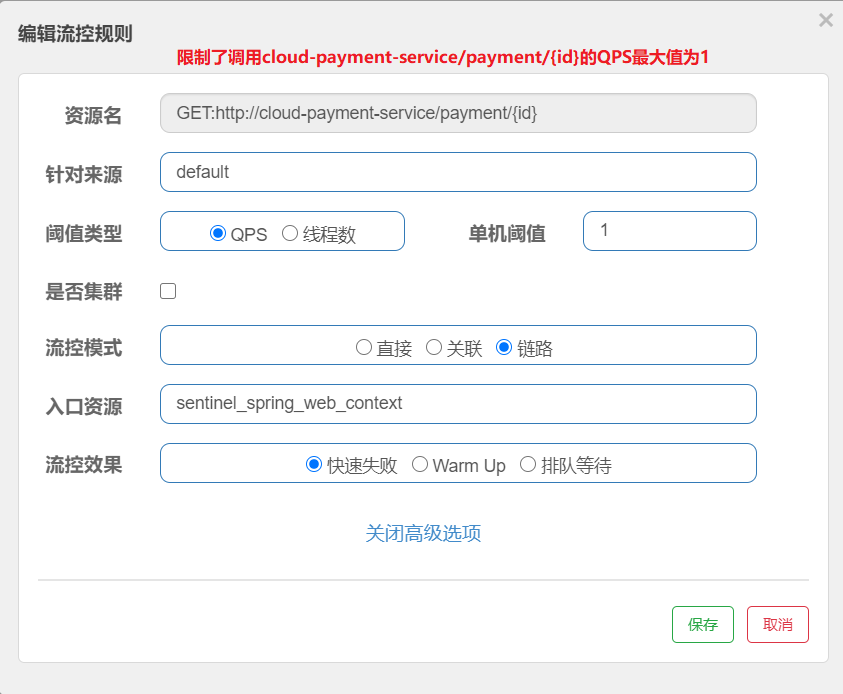 ×
编辑流控规则
限制了调用cloud-payment-service/payment/{id}的QPS最大值为1
资源名 GET:http://cloud-payment-service/payment/{id}
针对来源 default
阈值类型 QPS 线程数 单机阈值 1
是否集群
流控模式 直接 关联 链路
入口资源 sentinel_spring_web_context
流控效果 快速失败 Warm Up 排队等待
关闭高级选项
保存 取消